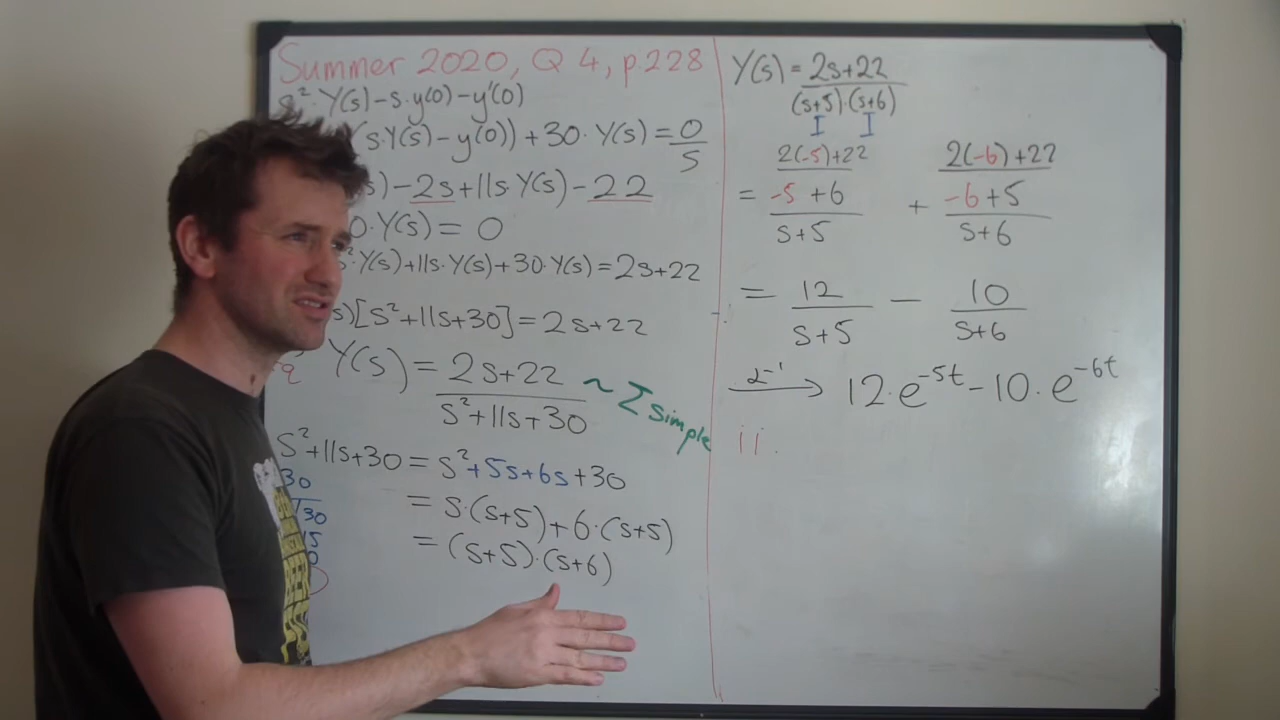 Summer 2020, Q 4, p.228
s²·Y(s)-s·y(0)-y'(0)
(s·Y(s)-y(0))+30·Y(s)=0/s
s)-2s+11s·Y(s)-22
0·Y(s)=0
s²·Y(s)+11s·Y(s)+30·Y(s)=2s+22
s)[s²+11s+30]=2s+22
Y(s)=(2s+22)/(s²+11s+30) ~ Σ simple
s²+11s+30=s²+5s+6s+30
=s·(s+5)+6·(s+5)
=(s+5)·(s+6)
30
/30
15
Y(s)=(2s+22)/((s+5)·(s+6))
I I
=((2(-5)+22)/(-5+6))/(s+5) + ((2(-6)+22)/(-6+5))/(s+6)
=12/(s+5) - 10/(s+6)
ℒ⁻¹→ 12·e^(-5t)-10·e^(-6t)
ii.